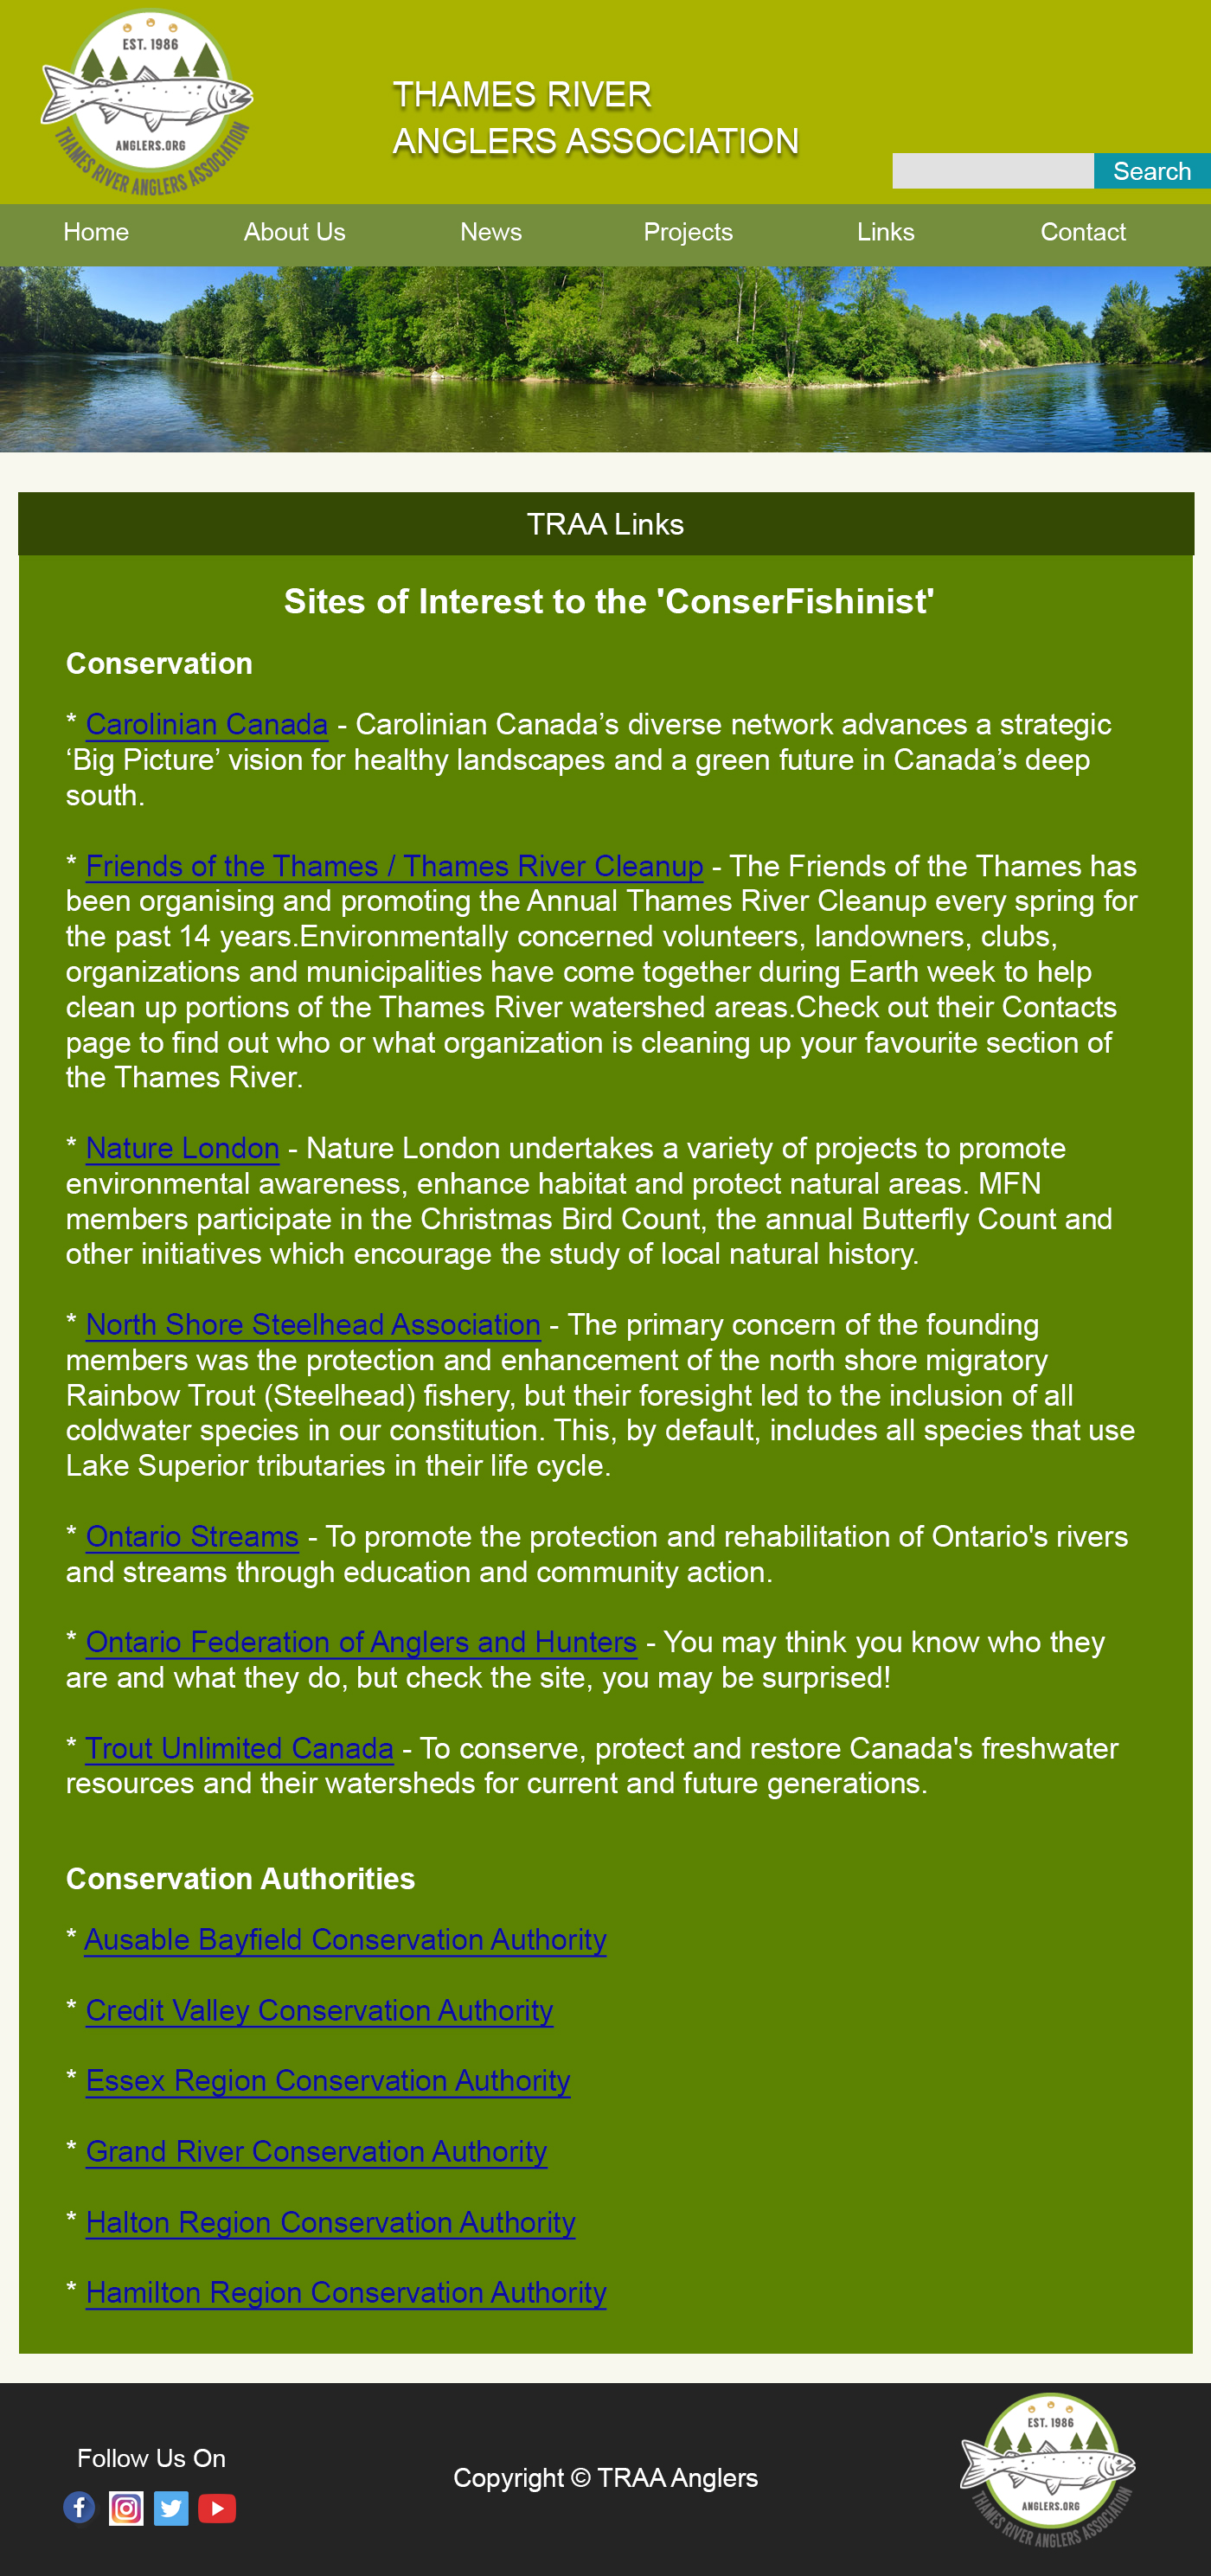 EST. 1986
ANGLERS.ORG
THAMES RIVER ANGLERS ASSOCIATION
THAMES RIVER
ANGLERS ASSOCIATION
Search
Home About Us News Projects Links Contact
TRAA Links
Sites of Interest to the 'ConserFishinist'
Conservation
* Carolinian Canada - Carolinian Canada’s diverse network advances a strategic
‘Big Picture’ vision for healthy landscapes and a green future in Canada’s deep
south.
* Friends of the Thames / Thames River Cleanup - The Friends of the Thames has
been organising and promoting the Annual Thames River Cleanup every spring for
the past 14 years.Environmentally concerned volunteers, landowners, clubs,
organizations and municipalities have come together during Earth week to help
clean up portions of the Thames River watershed areas.Check out their Contacts
page to find out who or what organization is cleaning up your favourite section of
the Thames River.
* Nature London - Nature London undertakes a variety of projects to promote
environmental awareness, enhance habitat and protect natural areas. MFN
members participate in the Christmas Bird Count, the annual Butterfly Count and
other initiatives which encourage the study of local natural history.
* North Shore Steelhead Association - The primary concern of the founding
members was the protection and enhancement of the north shore migratory
Rainbow Trout (Steelhead) fishery, but their foresight led to the inclusion of all
coldwater species in our constitution. This, by default, includes all species that use
Lake Superior tributaries in their life cycle.
* Ontario Streams - To promote the protection and rehabilitation of Ontario's rivers
and streams through education and community action.
* Ontario Federation of Anglers and Hunters - You may think you know who they
are and what they do, but check the site, you may be surprised!
* Trout Unlimited Canada - To conserve, protect and restore Canada's freshwater
resources and their watersheds for current and future generations.
Conservation Authorities
* Ausable Bayfield Conservation Authority
* Credit Valley Conservation Authority
* Essex Region Conservation Authority
* Grand River Conservation Authority
* Halton Region Conservation Authority
* Hamilton Region Conservation Authority
Follow Us On
Copyright © TRAA Anglers
EST. 1986
ANGLERS.ORG
THAMES RIVER ANGLERS ASSOCIATION